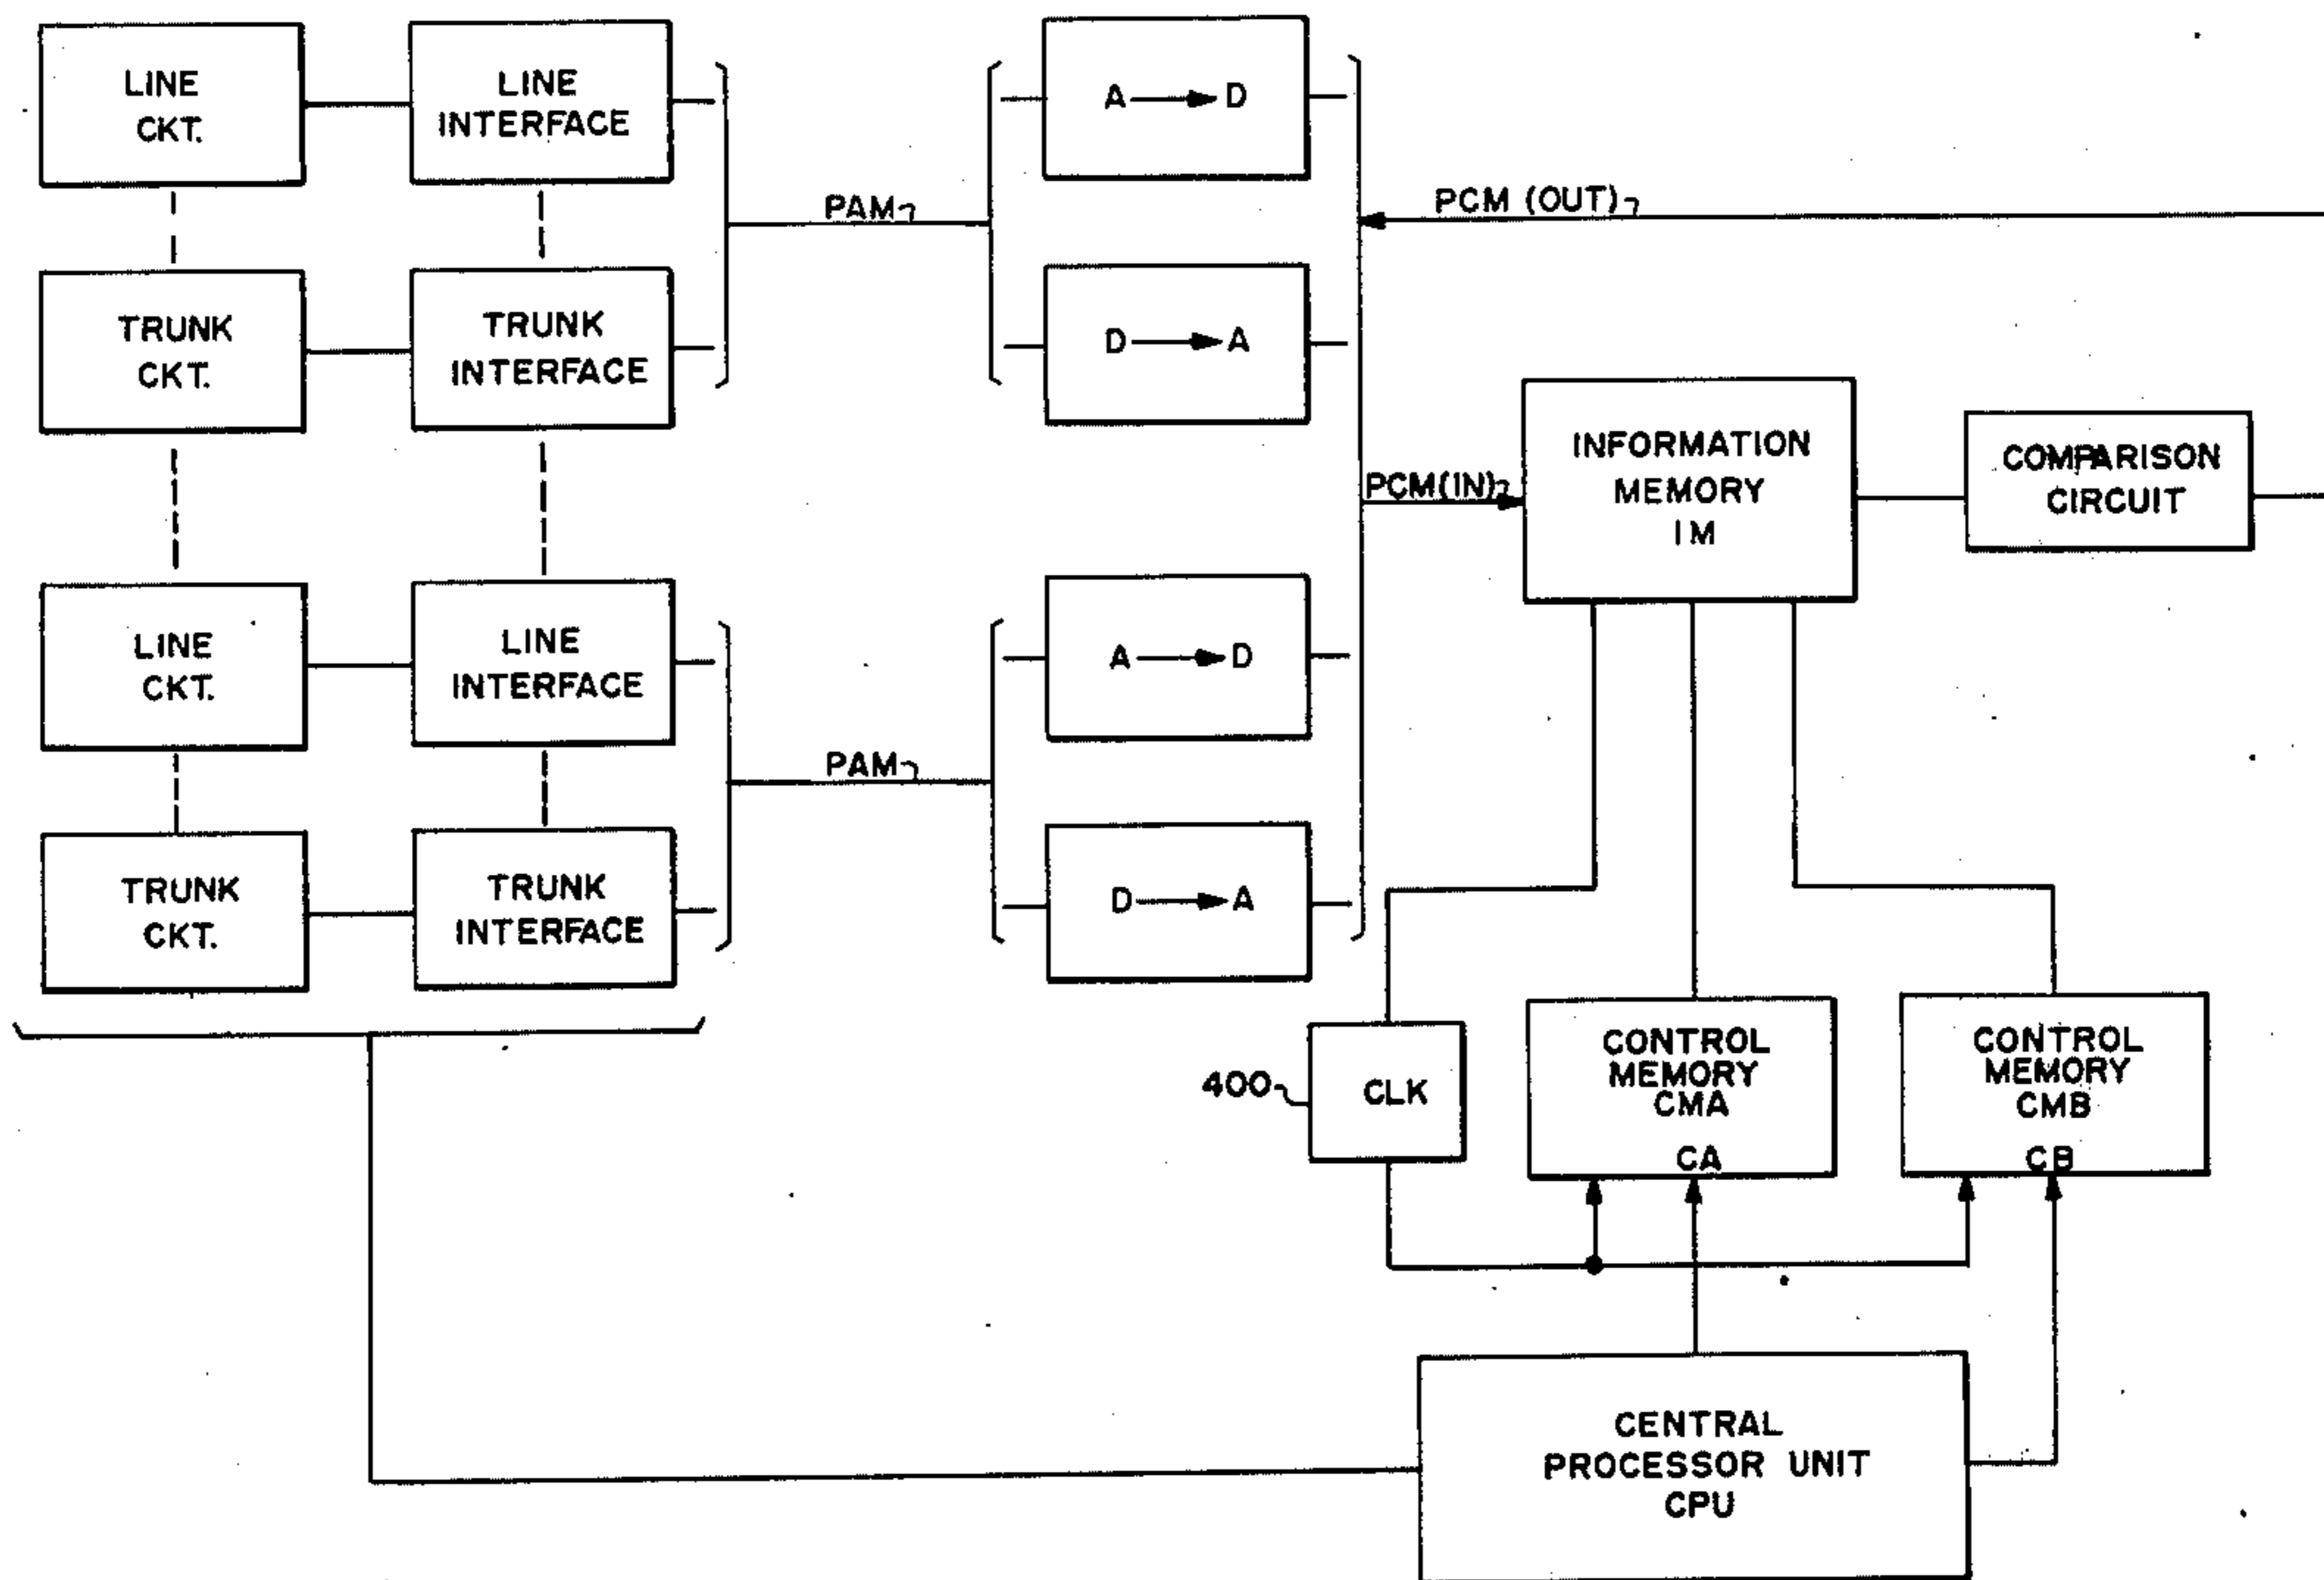 LINE
CKT.
LINE
INTERFACE
A D
PAM
PCM (OUT)
TRUNK
CKT.
TRUNK
INTERFACE
D A
PCM(IN)
INFORMATION
MEMORY
IM
COMPARISON
CIRCUIT
LINE
CKT.
LINE
INTERFACE
A D
PAM
TRUNK
CKT.
TRUNK
INTERFACE
D A
400
CLK
CONTROL
MEMORY
CMA
CA
CONTROL
MEMORY
CMB
CB
CENTRAL
PROCESSOR UNIT
CPU